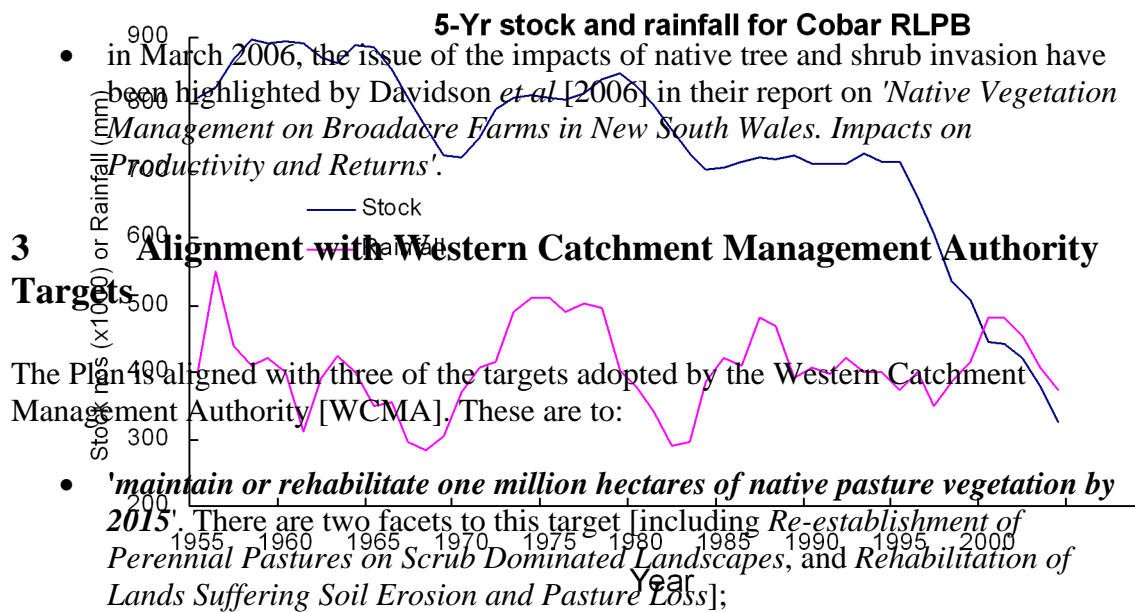 5-Yr stock and rainfall for Cobar RLPB
• in March 2006, the issue of the impacts of native tree and shrub invasion have
been highlighted by Davidson et al [2006] in their report on 'Native Vegetation
Management on Broadacre Farms in New South Wales. Impacts on
Productivity and Returns'.
Stock
Rainfall
3 Alignment with Western Catchment Management Authority
Targets
The Plan is aligned with three of the targets adopted by the Western Catchment
Management Authority [WCMA]. These are to:
• 'maintain or rehabilitate one million hectares of native pasture vegetation by
2015'. There are two facets to this target [including Re-establishment of
Perennial Pastures on Scrub Dominated Landscapes, and Rehabilitation of
Lands Suffering Soil Erosion and Pasture Loss];
900
800
700
600
500
400
300
200
1955 1960 1965 1970 1975 1980 1985 1990 1995 2000
Year
Stock nos (x1000) or Rainfall (mm)